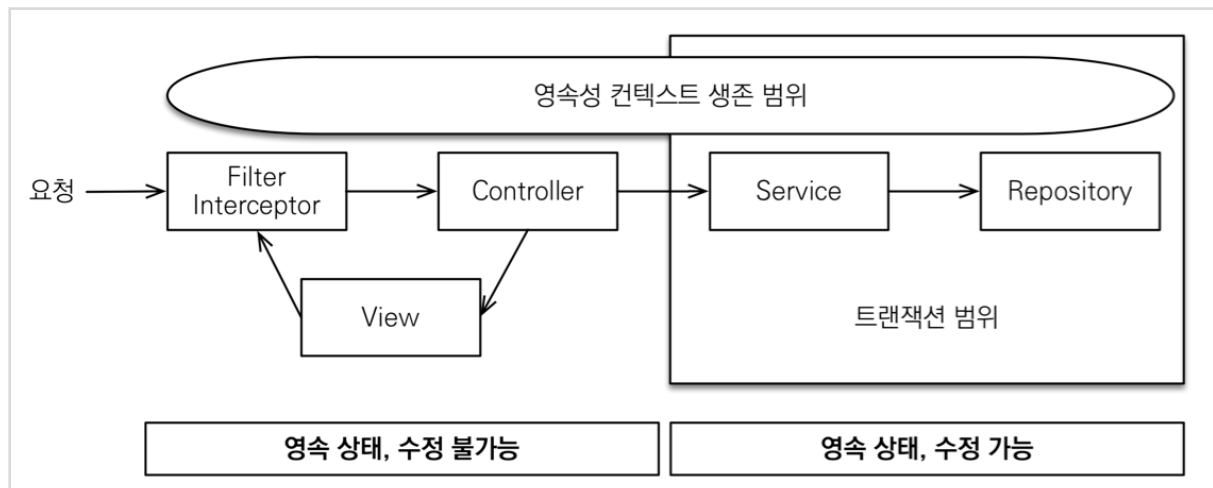 영속성 컨텍스트 생존 범위
요청
Filter
Interceptor
Controller
Service
Repository
View
트랜잭션 범위
영속 상태, 수정 불가능
영속 상태, 수정 가능